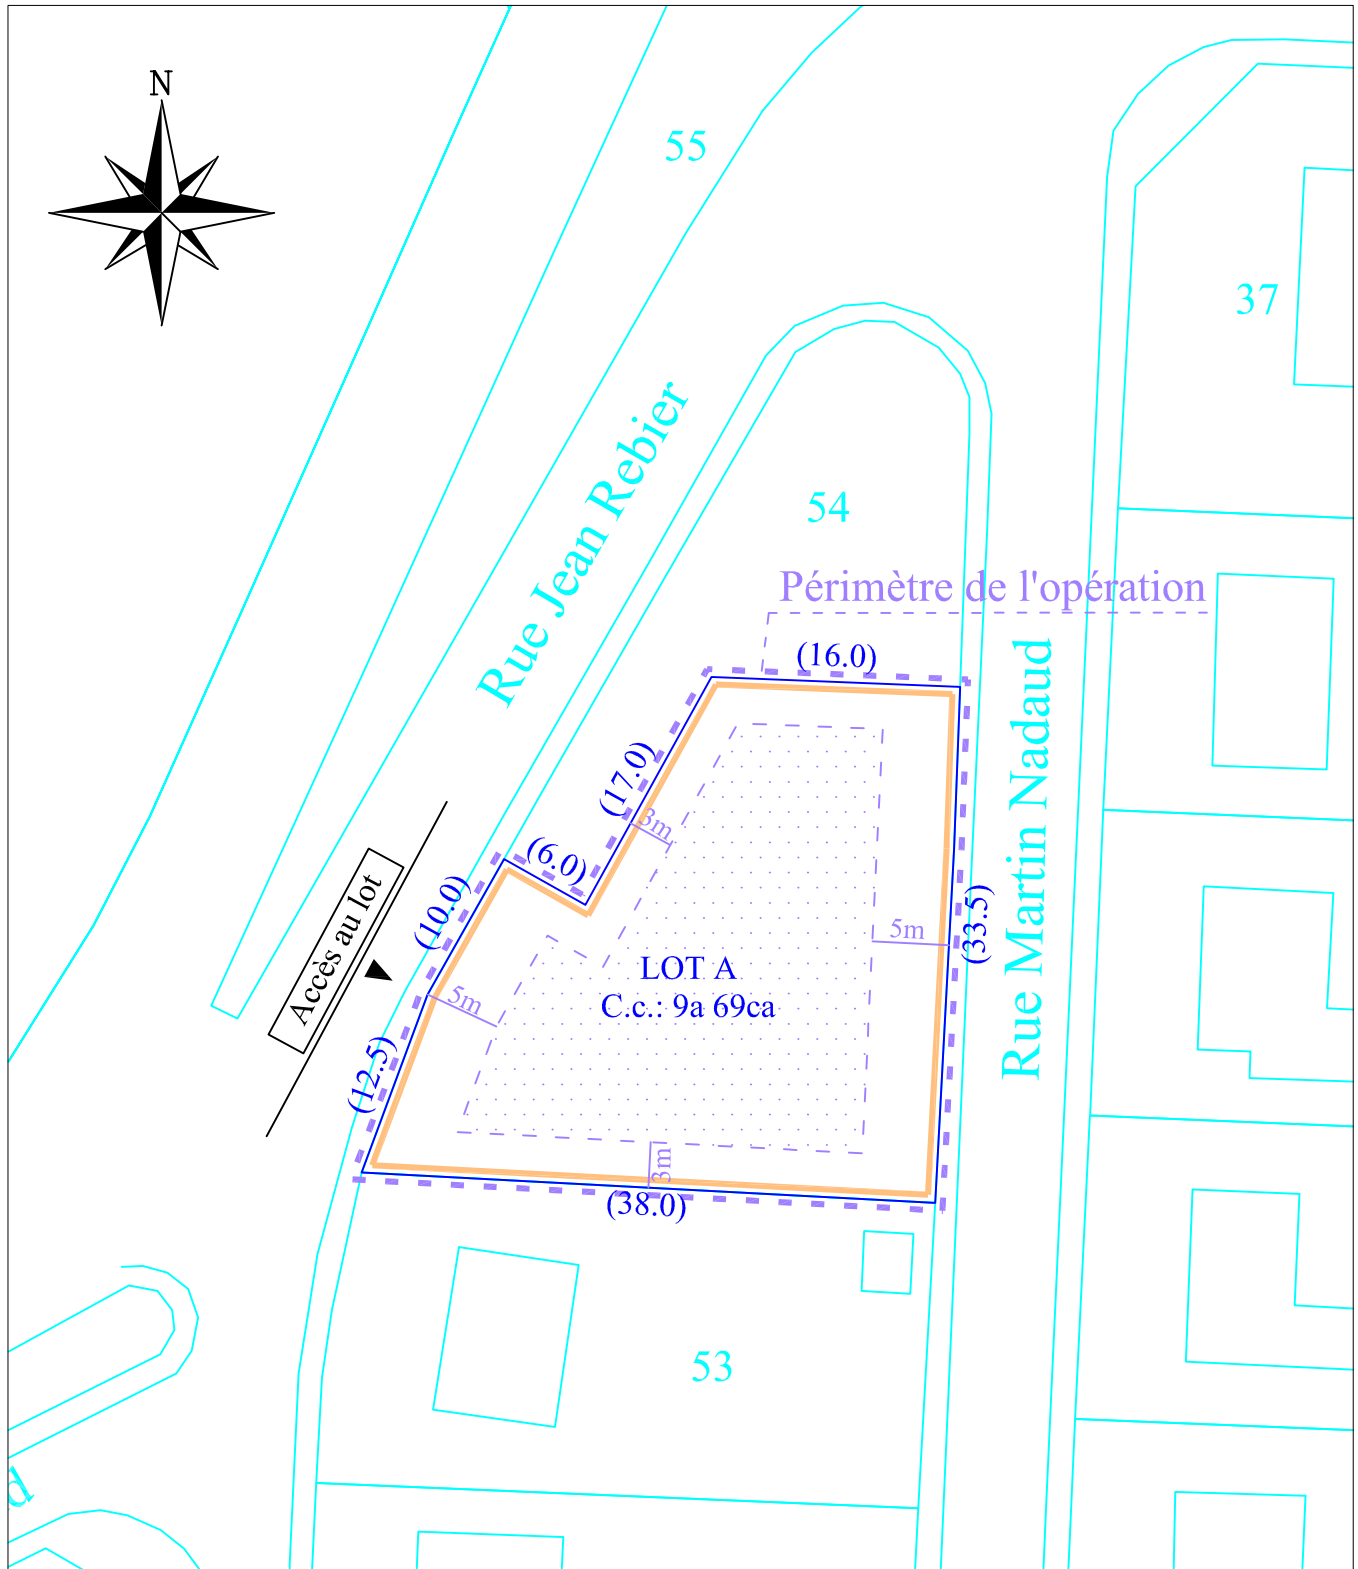 N
55
37
Rue Jean Rebier
54
Périmètre de l'opération
(16.0)
Rue Martin Nadaud
(17.0)
3m
(6.0)
(10.0)
Accès au lot
(33.5)
5m
LOT A
C.c.: 9a 69ca
5m
(12.5)
3m
(38.0)
53
d